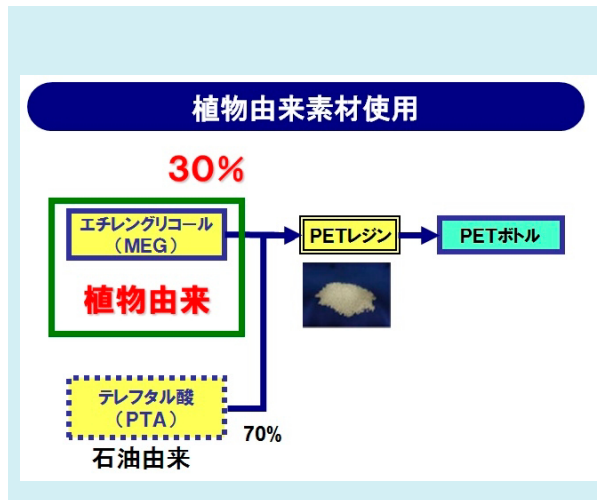 植物由来素材使用
30%
エチレングリコール
(MEG)
植物由来
PETレジン
PETボトル
テレフタル酸
(PTA)
70%
石油由来